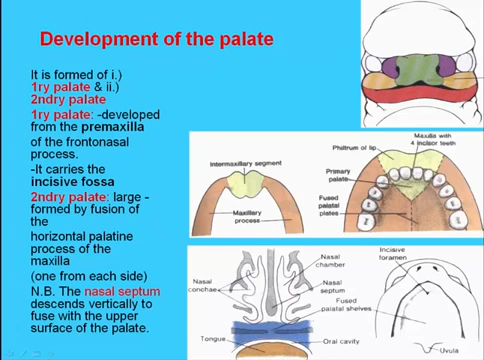 Development of the palate
It is formed of i.)
1ry palate & ii.)
2ndry palate
1ry palate: -developed
from the premaxilla
of the frontonasal
process.
-It carries the
incisive fossa
2ndry palate: large -
formed by fusion of
the
horizontal palatine
process of the
maxilla
(one from each side)
N.B. The nasal septum
descends vertically to
fuse with the upper
surface of the palate.
Intermaxillary segment
Maxillary
process
Philtrum of lip
Maxilla with
4 incisor teeth
Primary
palate
Fused
palatal
plates
Nasal
conchae
Nasal
chamber
Nasal
septum
Fused
palatal shelves
Tongue
Oral cavity
Incisive
foramen
Uvula